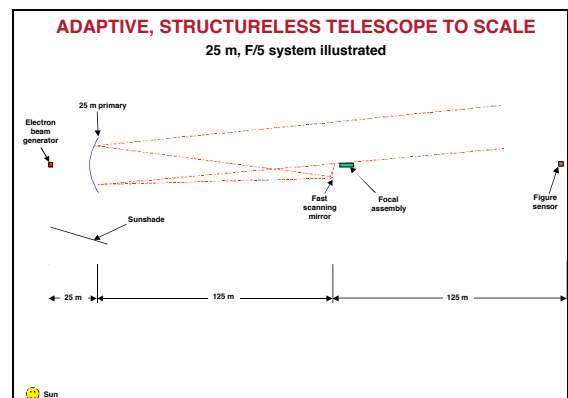 ADAPTIVE, STRUCTURELESS TELESCOPE TO SCALE
25 m, F/5 system illustrated
25 m primary
Electron
beam
generator
Fast
scanning
mirror
Focal
assembly
Figure
sensor
Sunshade
25 m
125 m
125 m
Sun